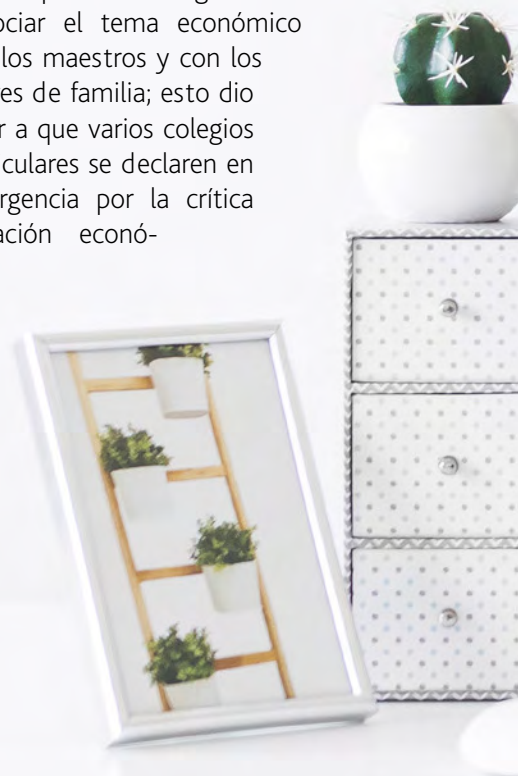 ociar el tema económico
los maestros y con los
es de familia; esto dio
r a que varios colegios
iculares se declaren en
rgencia por la crítica
ación econó-